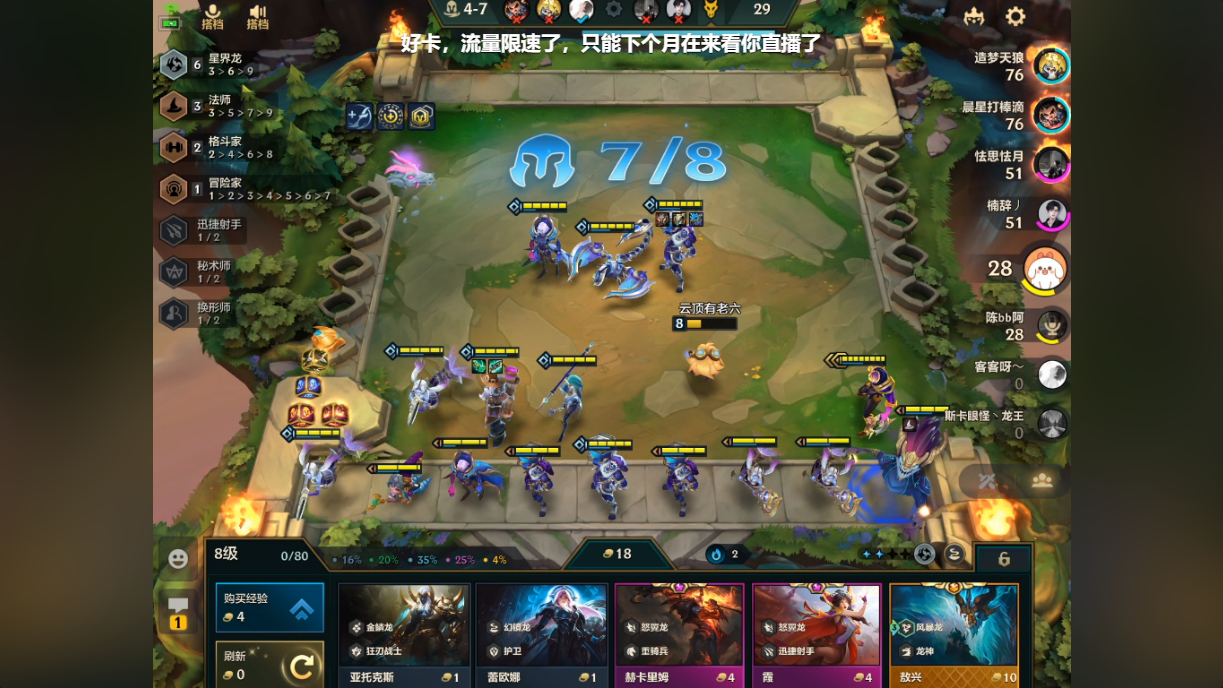 搭档
搭档
4-7
29
好卡，流量限速了，只能下个月在来看你直播了
6 星界龙
3 > 6 > 9
3 法师
3 > 5 > 7 > 9
2 格斗家
2 > 4 > 6 > 8
1 冒险家
1 > 2 > 3 > 4 > 5 > 6 > 7
迅捷射手
1 / 2
秘术师
1 / 2
换形师
1 / 2
7/8
造梦天狼
76
晨星打棒滴
76
怯思怯月
51
楠辞丿
51
28
陈bb阿
28
客客呀～
0
斯卡眼怪丶龙王
0
云顶有老六
8
8级
0/80
16%
20%
35%
25%
4%
18
2
6
购买经验
4
1
刷新
0
金鳞龙
狂刃战士
亚托克斯 1
幻镜龙
护卫
蕾欧娜 1
怒翼龙
重骑兵
赫卡里姆 4
怒翼龙
迅捷射手
霞 4
风暴龙
龙神
敖兴 10